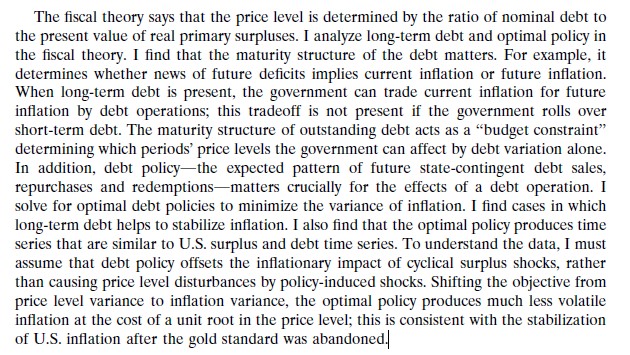 The fiscal theory says that the price level is determined by the ratio of nominal debt to
the present value of real primary surpluses. I analyze long-term debt and optimal policy in
the fiscal theory. I find that the maturity structure of the debt matters. For example, it
determines whether news of future deficits implies current inflation or future inflation.
When long-term debt is present, the government can trade current inflation for future
inflation by debt operations; this tradeoff is not present if the government rolls over
short-term debt. The maturity structure of outstanding debt acts as a “budget constraint”
determining which periods’ price levels the government can affect by debt variation alone.
In addition, debt policy—the expected pattern of future state-contingent debt sales,
repurchases and redemptions—matters crucially for the effects of a debt operation. I
solve for optimal debt policies to minimize the variance of inflation. I find cases in which
long-term debt helps to stabilize inflation. I also find that the optimal policy produces time
series that are similar to U.S. surplus and debt time series. To understand the data, I must
assume that debt policy offsets the inflationary impact of cyclical surplus shocks, rather
than causing price level disturbances by policy-induced shocks. Shifting the objective from
price level variance to inflation variance, the optimal policy produces much less volatile
inflation at the cost of a unit root in the price level; this is consistent with the stabilization
of U.S. inflation after the gold standard was abandoned.